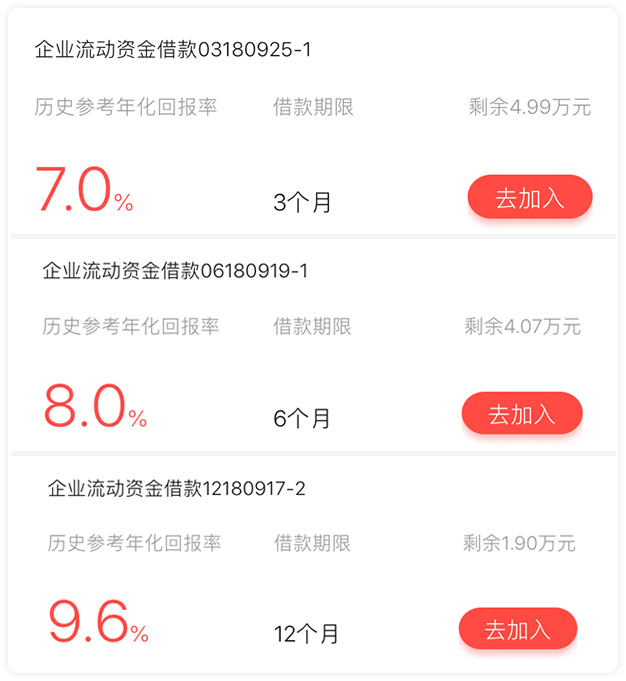 企业流动资金借款03180925-1
历史参考年化回报率 借款期限 剩余4.99万元
7.0% 3个月 去加入
企业流动资金借款06180919-1
历史参考年化回报率 借款期限 剩余4.07万元
8.0% 6个月 去加入
企业流动资金借款12180917-2
历史参考年化回报率 借款期限 剩余1.90万元
9.6% 12个月 去加入